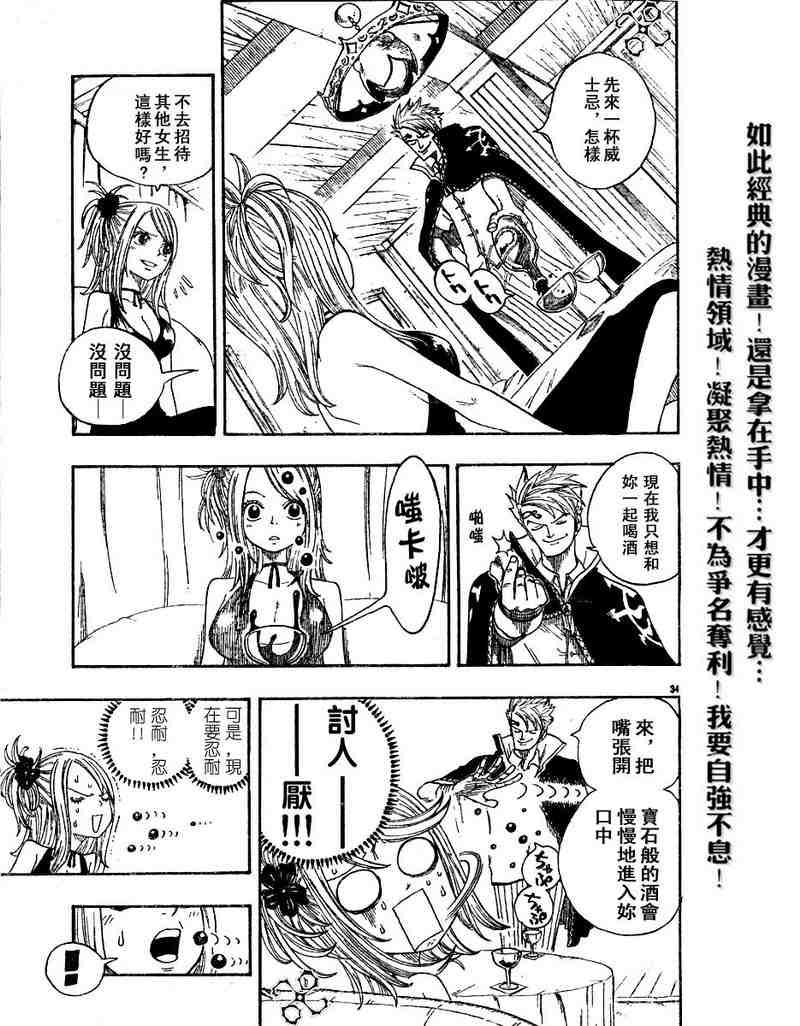 先來一杯威
士忌，怎樣
トク
トク
不去招待
其他女生，
這樣好嗎？
沒問題——
沒問題——
現在我只想和
妳一起喝酒
啪
嗤
嗤卡啵
34
來，把
嘴張開
寶石般的酒會
慢慢地進入妳
口中
討人——
——厭!!!
可是，現
在要忍耐
忍耐，忍
耐!!
!
如此經典的漫畫！還是拿在手中…才更有感覺…
熱情領域！凝聚熱情！不為爭名奪利！我要自強不息！